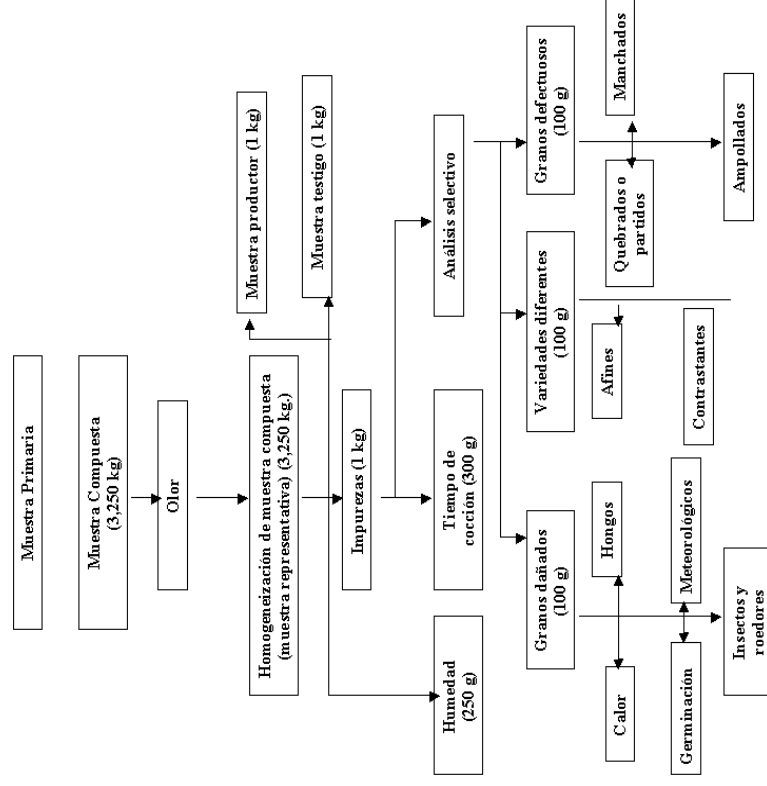 Muestra Primaria
Muestra Compuesta
(3,250 kg)
Olor
Muestra productor (1 kg)
Homogeneización de muestra compuesta
(muestra representativa) (3,250 kg.)
Muestra testigo (1 kg)
Impurezas (1 kg)
Humedad
(250 g)
Tiempo de
cocción (300 g)
Análisis selectivo
Granos dañados
(100 g)
Variedades diferentes
(100 g)
Granos defectuosos
(100 g)
Calor
Hongos
Afines
Quebrados o
partidos
Manchados
Germinación
Meteorológicos
Contrastantes
Insectos y
roedores
Ampollados